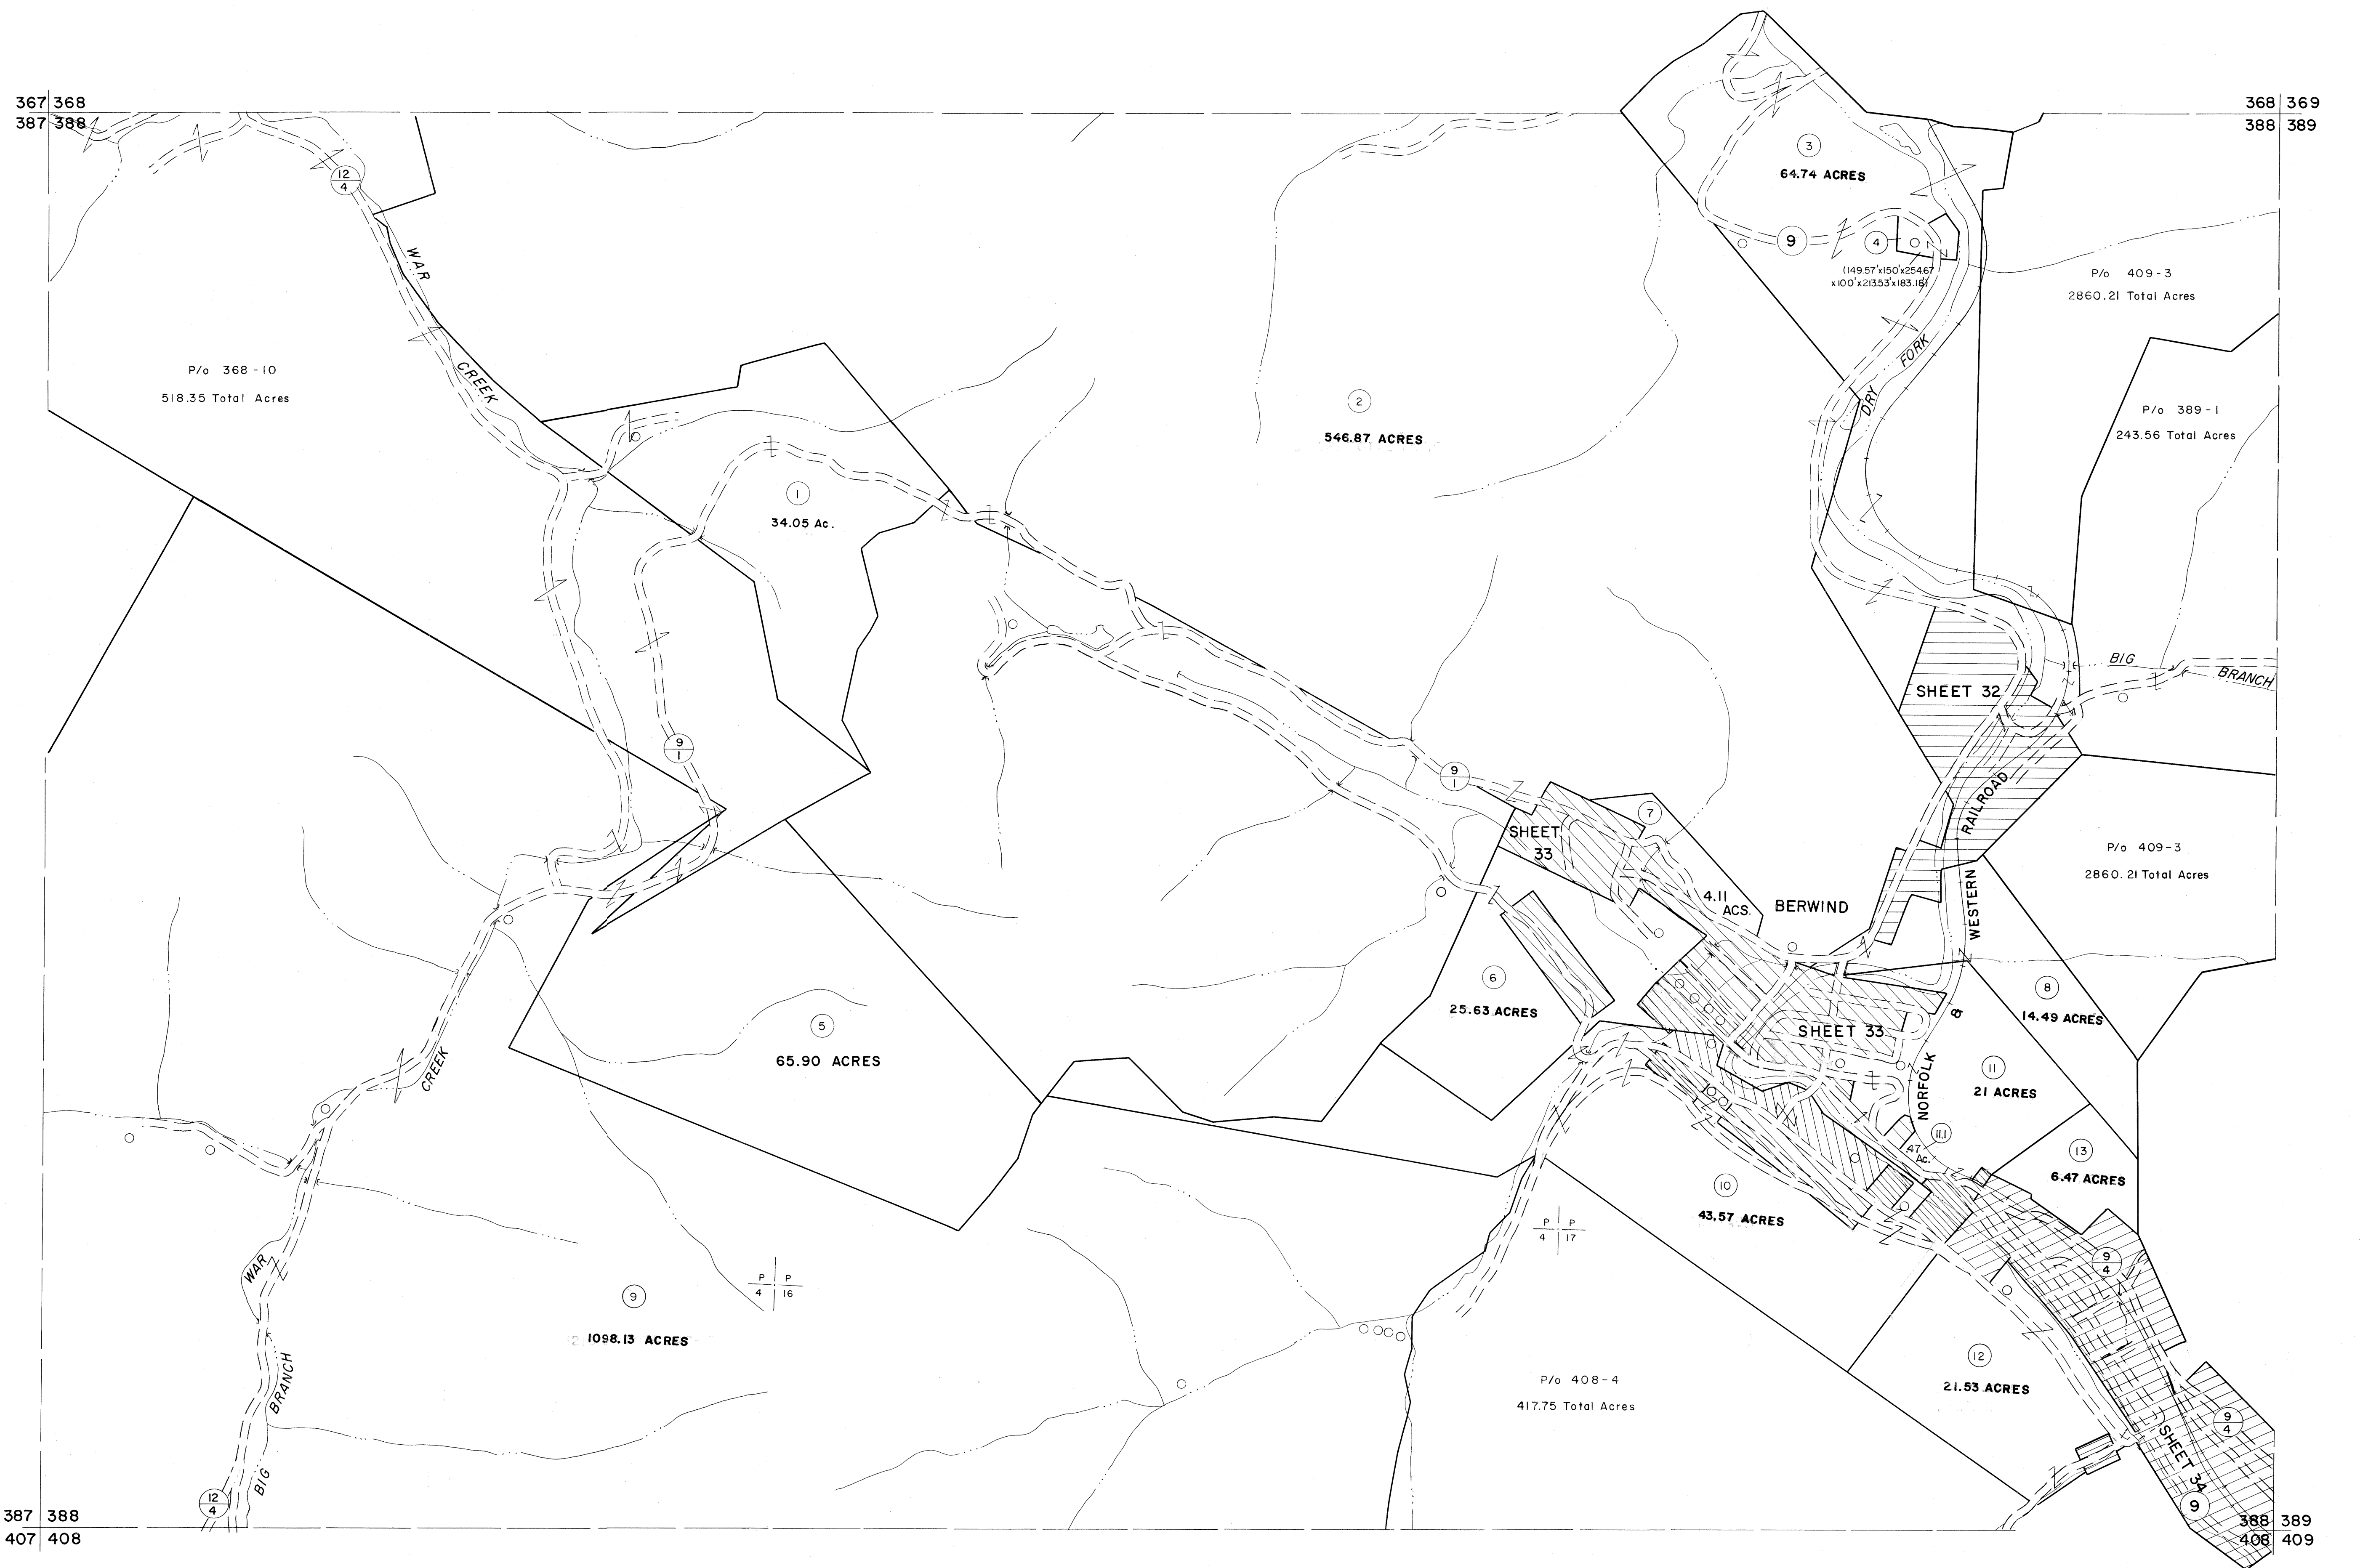 367 368
387 388
368 369
388 389
12
4
WAR
CREEK
P/o 368-10
518.35 Total Acres
3
64.74 ACRES
9
4
(149.57'x150'x254.67
x100'x213.53'x183.18')
P/o 409-3
2860.21 Total Acres
DRY FORK
2
546.87 ACRES
P/o 389-1
243.56 Total Acres
1
34.05 Ac.
9
1
BIG
BRANCH
SHEET 32
9
1
7
SHEET
33
RAILROAD
P/o 409-3
2860.21 Total Acres
4.11
ACS.
BERWIND
WESTERN
6
25.63 ACRES
8
14.49 ACRES
&
SHEET 33
5
65.90 ACRES
CREEK
NORFOLK
11
21 ACRES
11.1
.47
Ac.
13
6.47 ACRES
10
43.57 ACRES
P P
4 17
WAR
P P
4 16
9
1098.13 ACRES
9
4
12
21.53 ACRES
P/o 408-4
417.75 Total Acres
BRANCH
BIG
9
4
SHEET 34
9
12
4
387 388
407 408
388 389
408 409